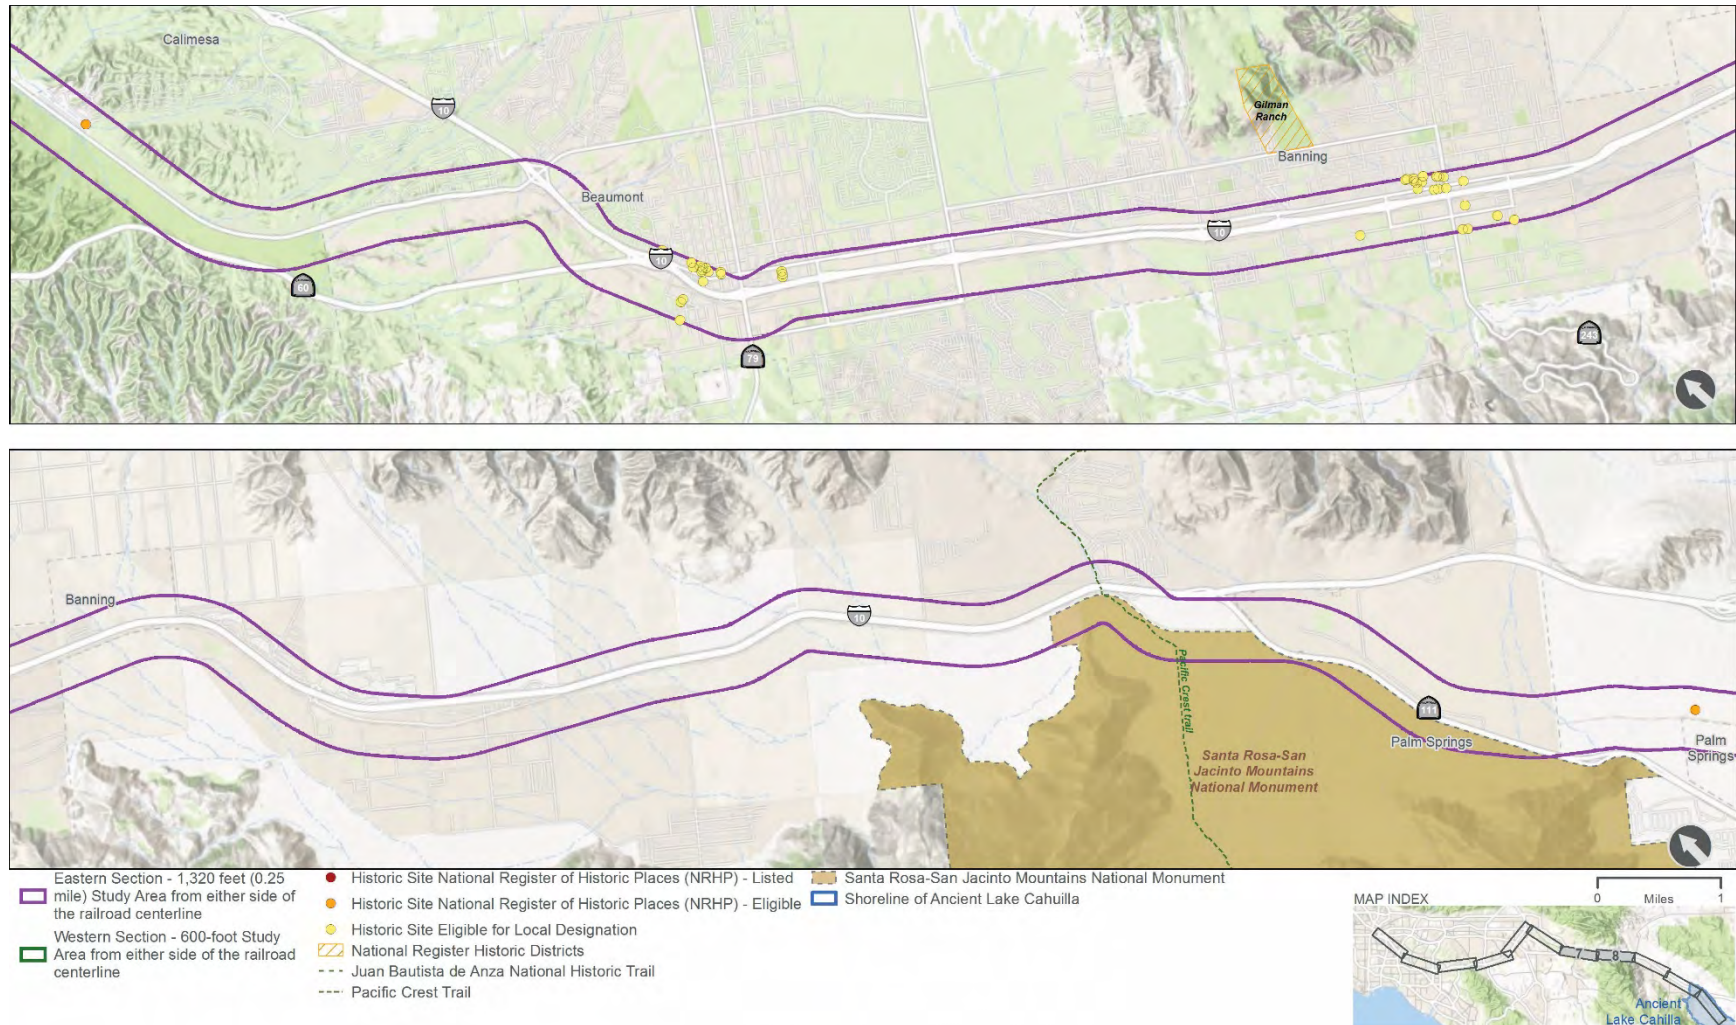 Calimesa
10
Gilman
Ranch
Banning
Beaumont
10
10
60
79
243
Banning
10
Pacific Crest trail
111
Palm Springs
Palm
Springs
Santa Rosa-San
Jacinto Mountains
National Monument
Eastern Section - 1,320 feet (0.25
mile) Study Area from either side of
the railroad centerline
Western Section - 600-foot Study
Area from either side of the railroad
centerline
Historic Site National Register of Historic Places (NRHP) - Listed
Historic Site National Register of Historic Places (NRHP) - Eligible
Historic Site Eligible for Local Designation
National Register Historic Districts
Juan Bautista de Anza National Historic Trail
Pacific Crest Trail
Santa Rosa-San Jacinto Mountains National Monument
Shoreline of Ancient Lake Cahuilla
0 Miles 1
MAP INDEX
7
8
Ancient
Lake Cahilla